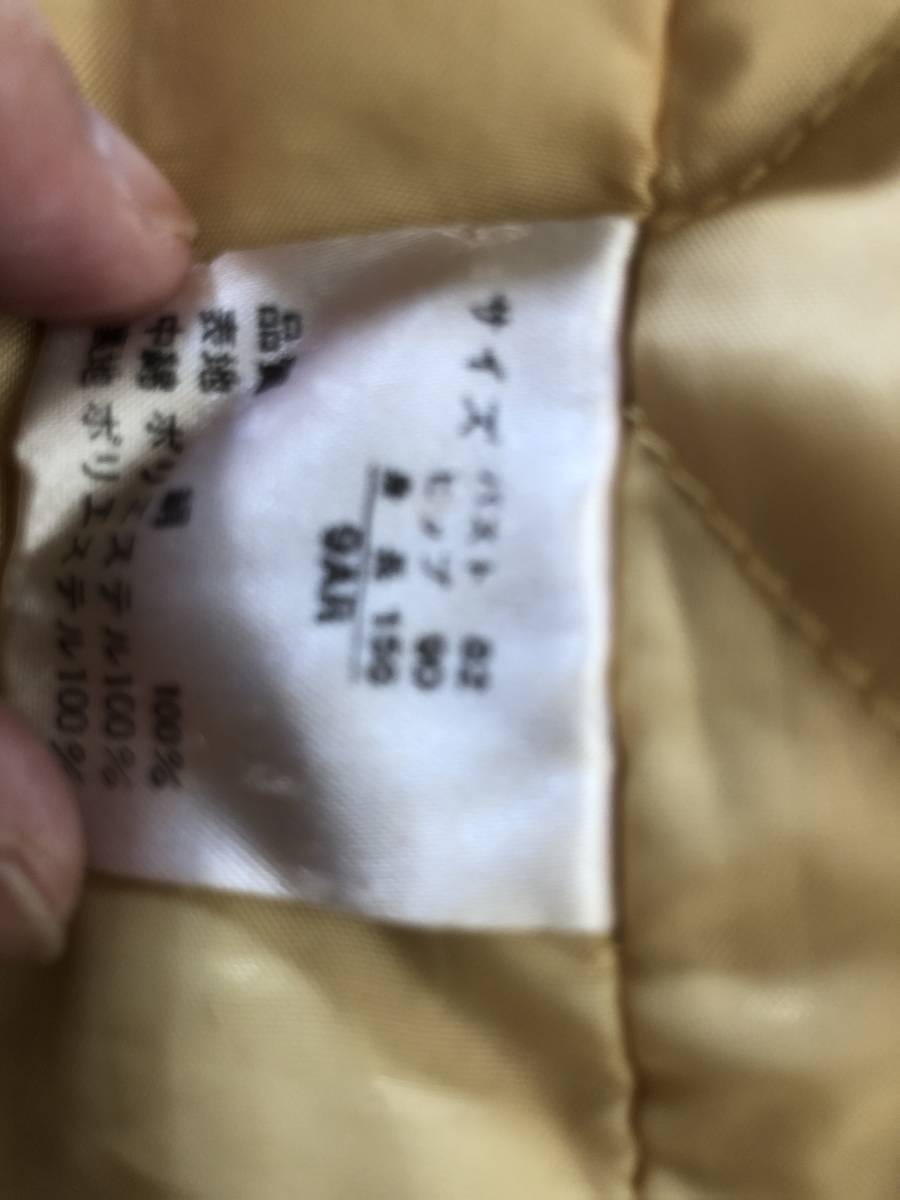 サイズ
バスト 82
ヒップ 90
身長
9AR
品質
表地 100%
中綿 ポリエステル100%
裏地 ポリエステル100%